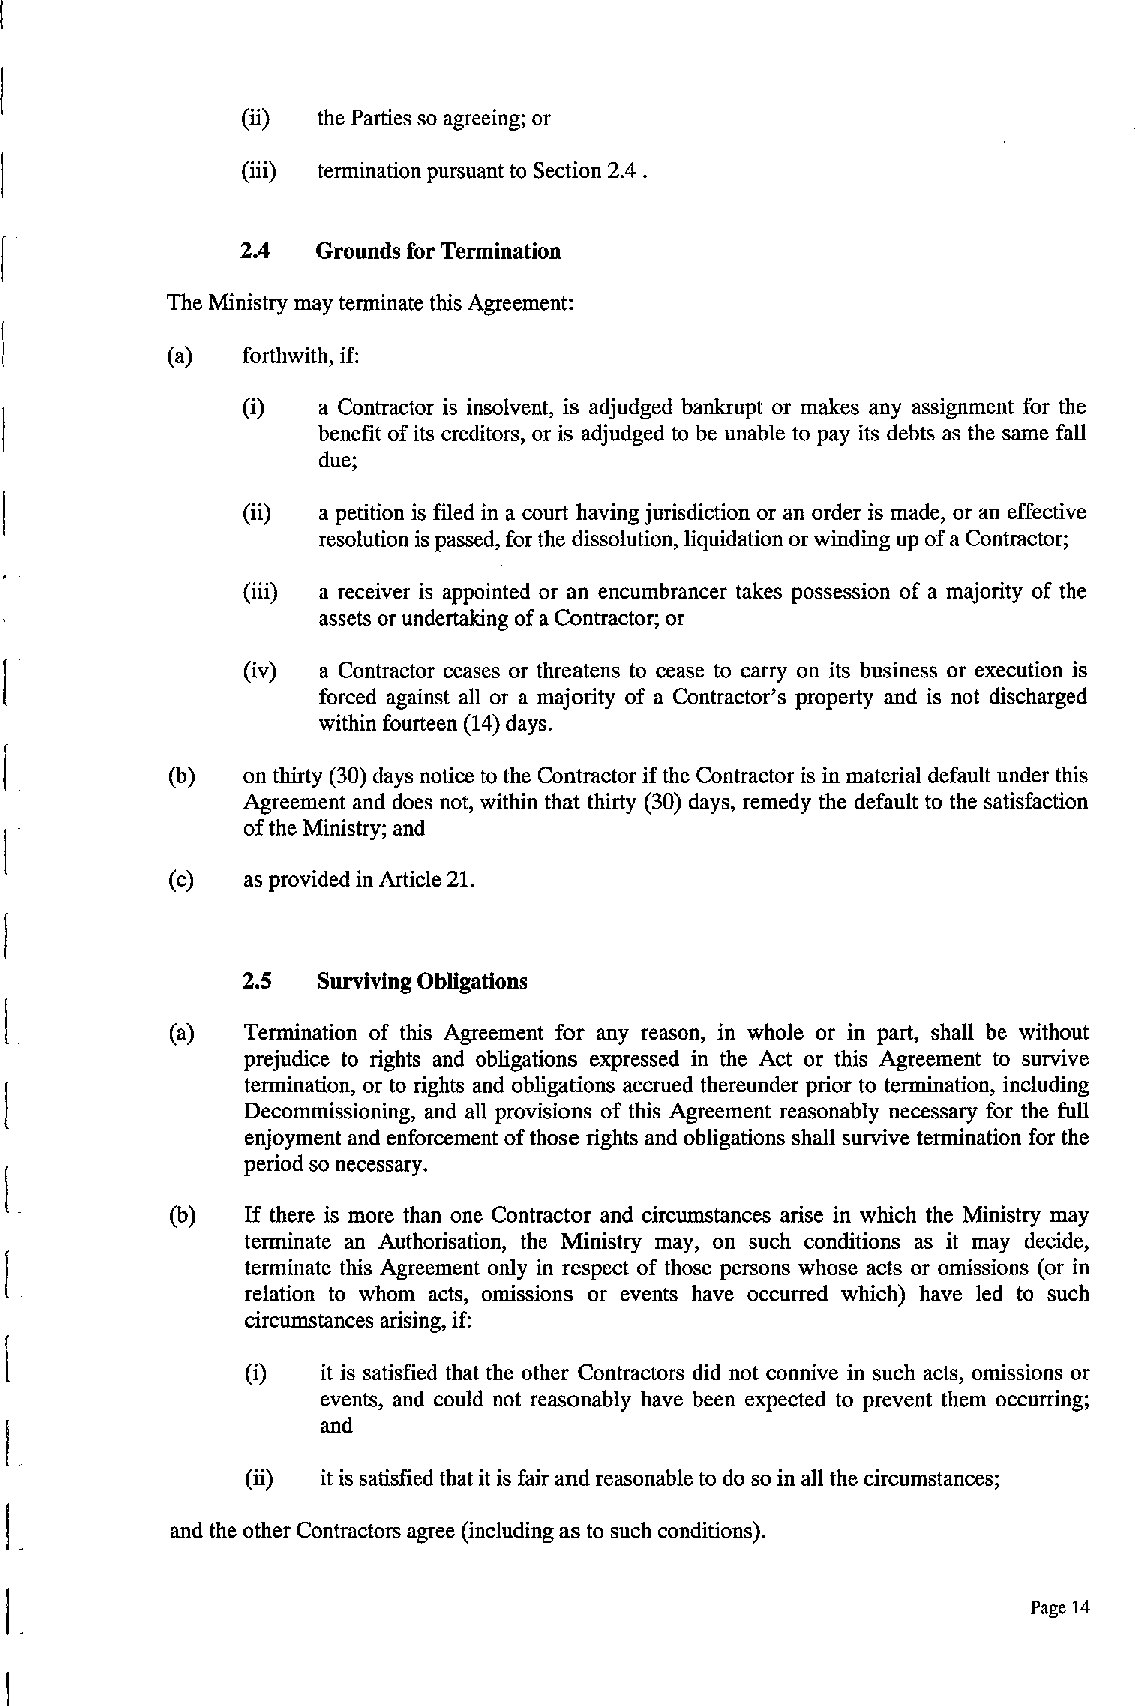 (ii) the Parties so agreeing; or
(iii) termination pursuant to Section 2.4 .
2.4 Grounds for Termination
The Ministry may terminate this Agreement:
(a) forthwith, if:
(i) a Contractor is insolvent, is adjudged bankrupt or makes any assignment for the
benefit of its creditors, or is adjudged to be unable to pay its debts as the same fall
due;
(ii) a petition is filed in a court having jurisdiction or an order is made, or an effective
resolution is passed, for the dissolution, liquidation or winding up of a Contractor;
(iii) a receiver is appointed or an encumbrancer takes possession of a majority of the
assets or undertaking of a Contractor; or
(iv) a Contractor ceases or threatens to cease to carry on its business or execution is
forced against all or a majority of a Contractor's property and is not discharged
within fourteen (14) days.
(b) on thirty (30) days notice to the Contractor if the Contractor is in material default under this
Agreement and does not, within that thirty (30) days, remedy the default to the satisfaction
of the Ministry; and
(c) as provided in Article 21.
2.5 Surviving Obligations
(a) Termination of this Agreement for any reason, in whole or in part, shall be without
prejudice to rights and obligations expressed in the Act or this Agreement to survive
termination, or to rights and obligations accrued thereunder prior to termination, including
Decommissioning, and all provisions of this Agreement reasonably necessary for the full
enjoyment and enforcement of those rights and obligations shall survive termination for the
period so necessary.
(b) If there is more than one Contractor and circumstances arise in which the Ministry may
terminate an Authorisation, the Ministry may, on such conditions as it may decide,
terminate this Agreement only in respect of those persons whose acts or omissions (or in
relation to whom acts, omissions or events have occurred which) have led to such
circumstances arising, if:
(i) it is satisfied that the other Contractors did not connive in such acts, omissions or
events, and could not reasonably have been expected to prevent them occurring;
and
(ii) it is satisfied that it is fair and reasonable to do so in all the circumstances;
and the other Contractors agree (including as to such conditions).
Page 14